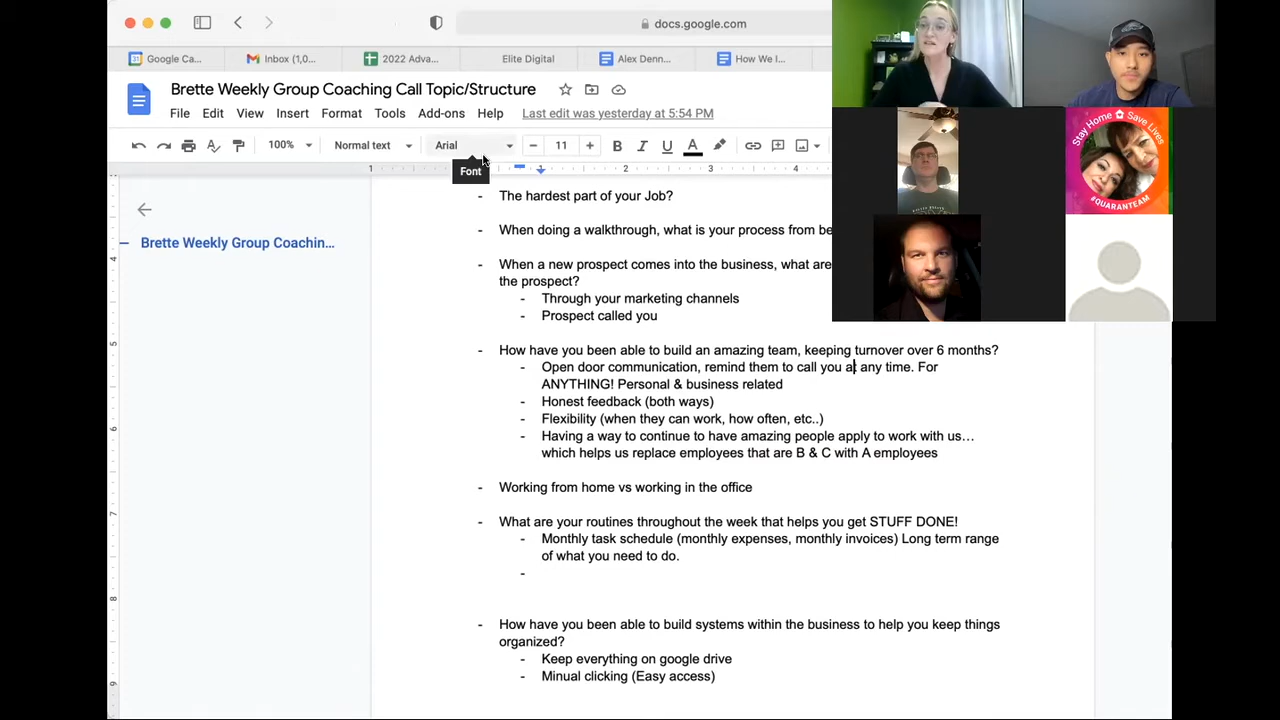 docs.google.com
Google Ca...
Inbox (1,0...
2022 Adva...
Elite Digital
Alex Denn...
How We I...
Brette Weekly Group Coaching Call Topic/Structure
File Edit View Insert Format Tools Add-ons Help Last edit was yesterday at 5:54 PM
100% Normal text Arial 11 B I U A
Font
1 1 2 3 4
Stay Home Save Lives
#QUARANTEAM
Brette Weekly Group Coachin...
- The hardest part of your Job?
- When doing a walkthrough, what is your process from be
- When a new prospect comes into the business, what are
the prospect?
- Through your marketing channels
- Prospect called you
- How have you been able to build an amazing team, keeping turnover over 6 months?
- Open door communication, remind them to call you at any time. For
ANYTHING! Personal & business related
- Honest feedback (both ways)
- Flexibility (when they can work, how often, etc..)
- Having a way to continue to have amazing people apply to work with us…
which helps us replace employees that are B & C with A employees
- Working from home vs working in the office
- What are your routines throughout the week that helps you get STUFF DONE!
- Monthly task schedule (monthly expenses, monthly invoices) Long term range
of what you need to do.
-
- How have you been able to build systems within the business to help you keep things
organized?
- Keep everything on google drive
- Minual clicking (Easy access)
4
5
6
7
8
9